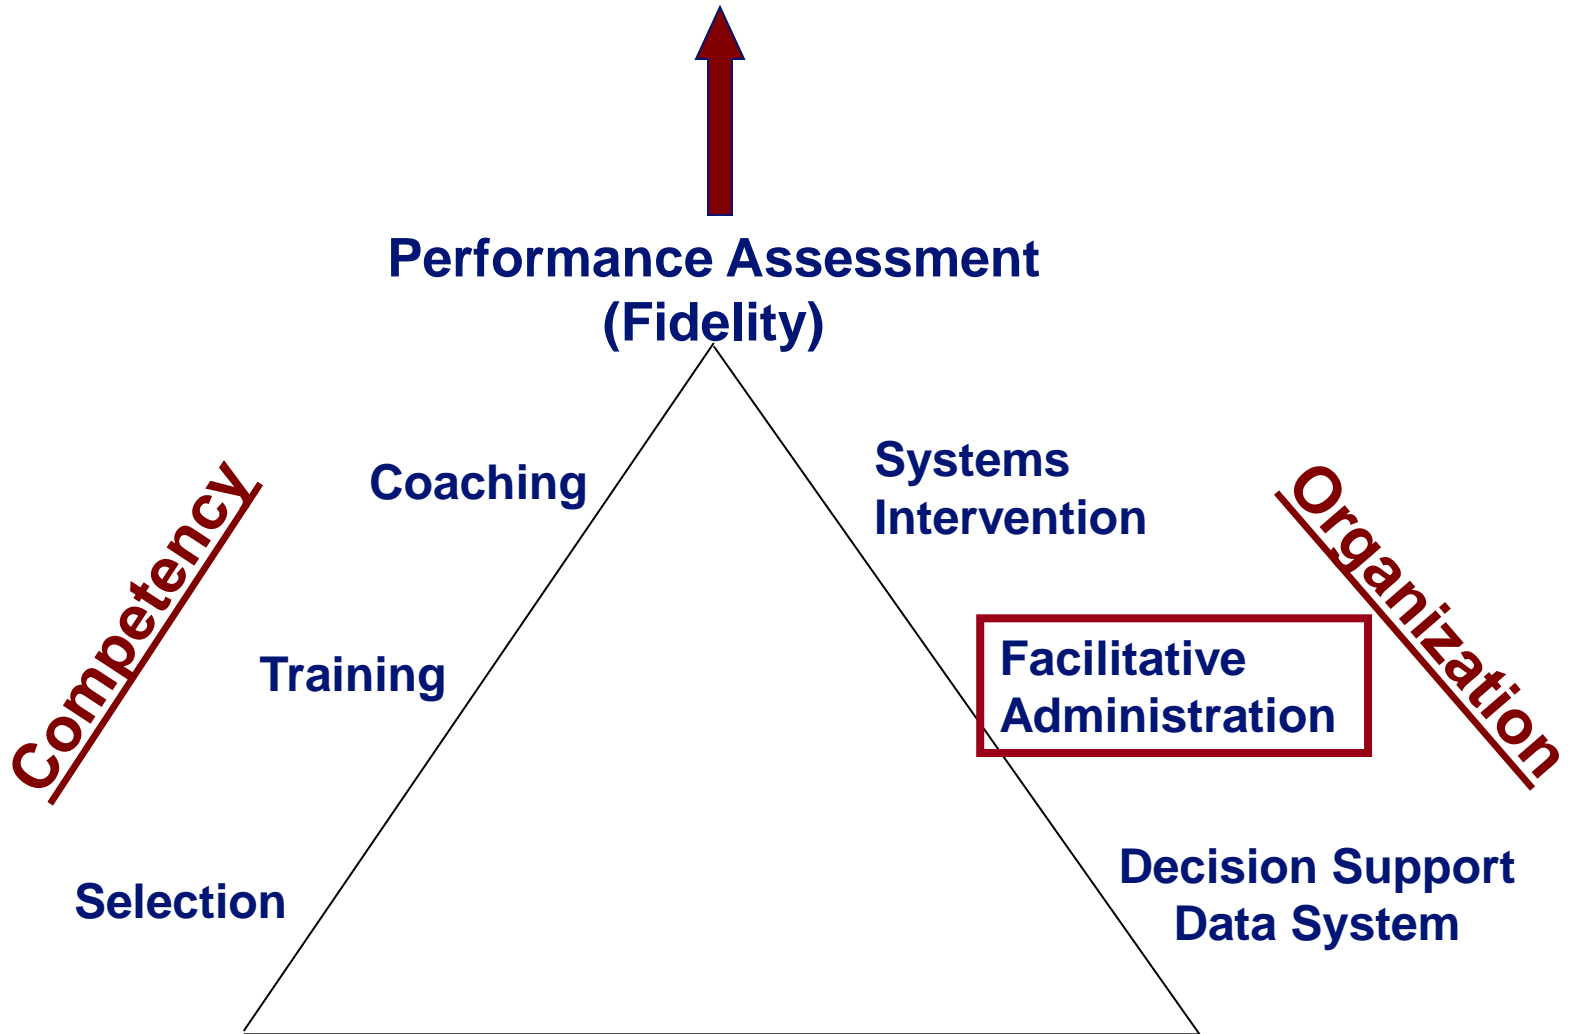 Performance Assessment
(Fidelity)
Competency
Coaching
Training
Selection
Systems
Intervention
Facilitative
Administration
Decision Support
Data System
Organization